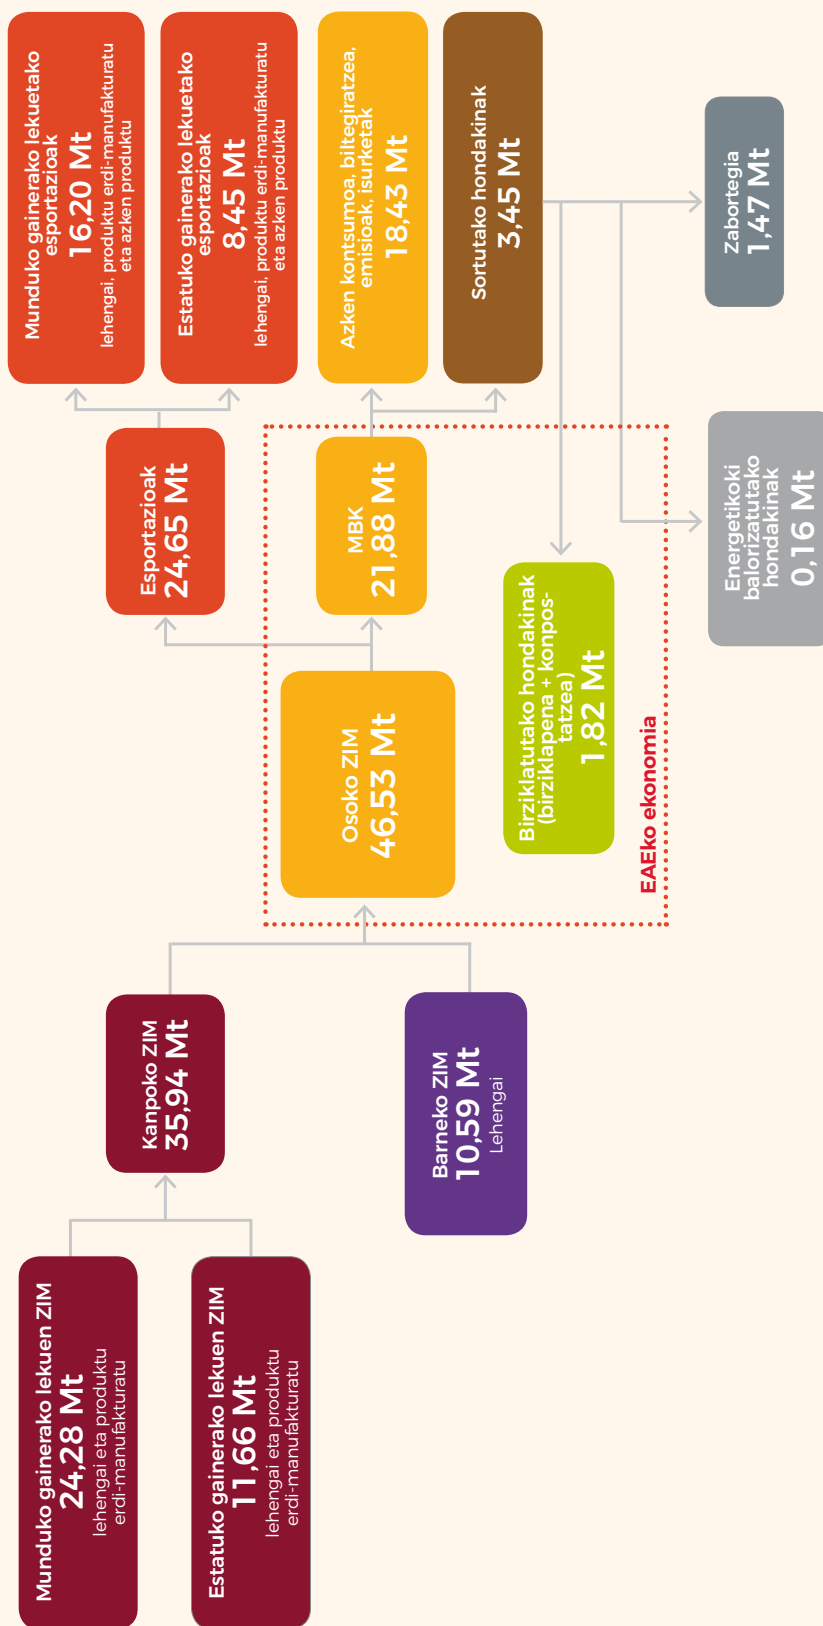 Munduko gainerako lekuen ZIM
24,28 Mt
lehengai eta produktu
erdi-manufakturatu
Estatuko gainerako lekuen ZIM
11,66 Mt
lehengai eta produktu
erdi-manufakturatu
Kanpoko ZIM
35,94 Mt
Barneko ZIM
10,59 Mt
Lehengai
Osoko ZIM
46,53 Mt
EAEko ekonomia
Esportazioak
24,65 Mt
MBK
21,88 Mt
Birziklatutako hondakinak
(birziklapena + konpos-
tatzea)
1,82 Mt
Munduko gainerako lekuetako
esportazioak
16,20 Mt
lehengai, produktu erdi-manufakturatu
eta azken produktu
Estatuko gainerako lekuetako
esportazioak
8,45 Mt
lehengai, produktu erdi-manufakturatu
eta azken produktu
Azken kontsumoa, biltegiratzea,
emisioak, isurketak
18,43 Mt
Sortutako hondakinak
3,45 Mt
Energetikoki
balorizatutako
hondakinak
0,16 Mt
Zabortegia
1,47 Mt